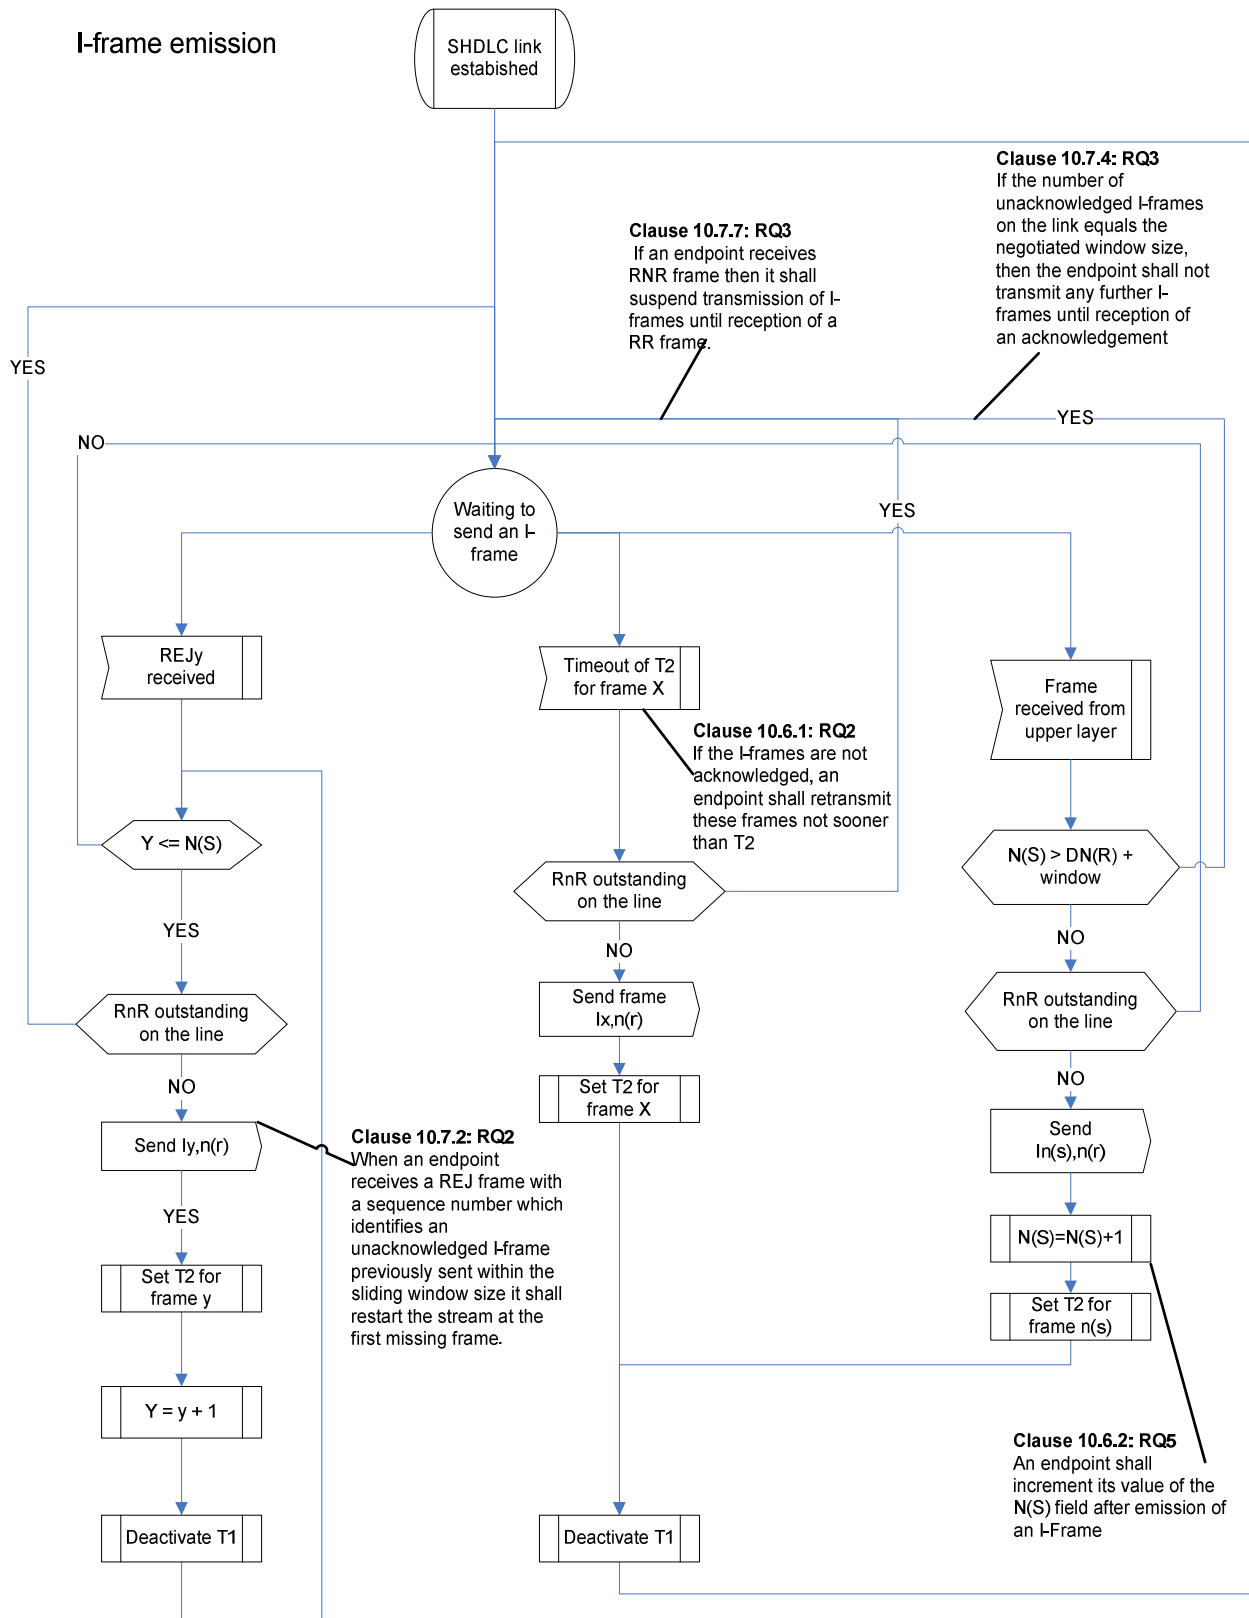 I-frame emission
SHDLC link
estabished
Clause 10.7.4: RQ3
If the number of
unacknowledged I-frames
on the link equals the
negotiated window size,
then the endpoint shall not
transmit any further I-
frames until reception of
an acknowledgement
Clause 10.7.7: RQ3
If an endpoint receives
RNR frame then it shall
suspend transmission of I-
frames until reception of a
RR frame.
YES
YES
NO
YES
Waiting to
send an I-
frame
REJy
received
Timeout of T2
for frame X
Frame
received from
upper layer
Clause 10.6.1: RQ2
If the I-frames are not
acknowledged, an
endpoint shall retransmit
these frames not sooner
than T2
Y <= N(S)
RnR outstanding
on the line
N(S) > DN(R) +
window
YES
NO
NO
RnR outstanding
on the line
Send frame
Ix,n(r)
RnR outstanding
on the line
NO
Set T2 for
frame X
NO
Send Iy,n(r)
Clause 10.7.2: RQ2
When an endpoint
receives a REJ frame with
a sequence number which
identifies an
unacknowledged I-frame
previously sent within the
sliding window size it shall
restart the stream at the
first missing frame.
Send
In(s),n(r)
YES
N(S)=N(S)+1
Set T2 for
frame y
Set T2 for
frame n(s)
Y = y + 1
Clause 10.6.2: RQ5
An endpoint shall
increment its value of the
N(S) field after emission of
an I-Frame
Deactivate T1
Deactivate T1